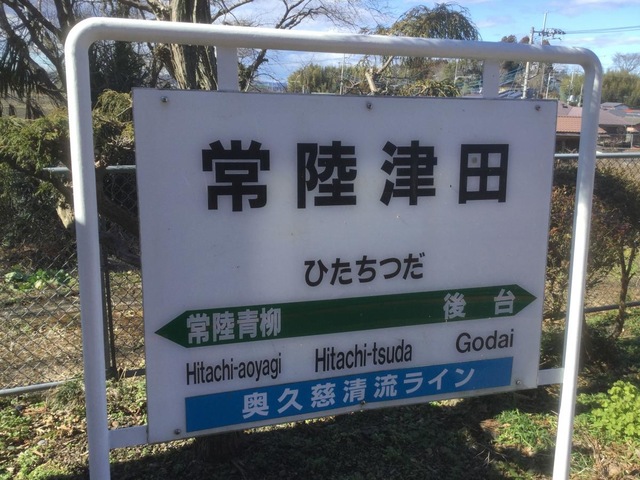 常陸津田
ひたちつだ
常陸青柳 後台
Hitachi-aoyagi Hitachi-tsuda Godai
奥久慈清流ライン